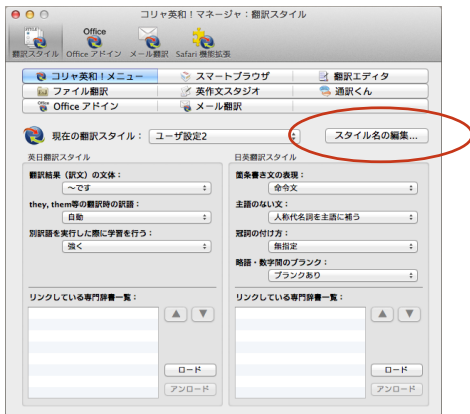 コリャ英和！マネージャ：翻訳スタイル
翻訳スタイル Office アドイン メール翻訳 Safari 機能拡張
Office
コリャ英和！メニュー スマートブラウザ 翻訳エディタ
ファイル翻訳 英作文スタジオ 通訳くん
Office アドイン メール翻訳
現在の翻訳スタイル： ユーザ設定2 スタイル名の編集...
英日翻訳スタイル
翻訳結果（訳文）の文体：
〜です
they, them等の翻訳時の訳語：
自動
別訳語を実行した際に学習を行う：
強く
リンクしている専門辞書一覧：
ロード
アンロード
日英翻訳スタイル
箇条書き文の表現：
命令文
主語のない文：
人称代名詞を主語に補う
冠詞の付け方：
無指定
略語・数字間のブランク：
ブランクあり
リンクしている専門辞書一覧：
ロード
アンロード